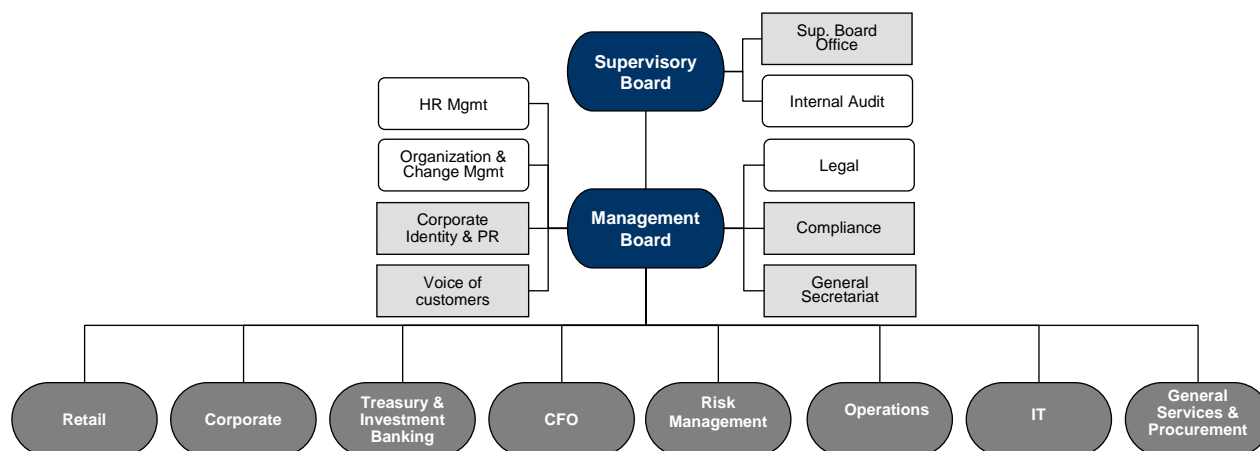 Sup. Board
Office
Supervisory
Board
Internal Audit
HR Mgmt
Organization &
Change Mgmt
Legal
Management
Board
Corporate
Identity & PR
Compliance
Voice of
customers
General
Secretariat
Retail
Corporate
Treasury &
Investment
Banking
CFO
Risk
Management
Operations
IT
General
Services &
Procurement